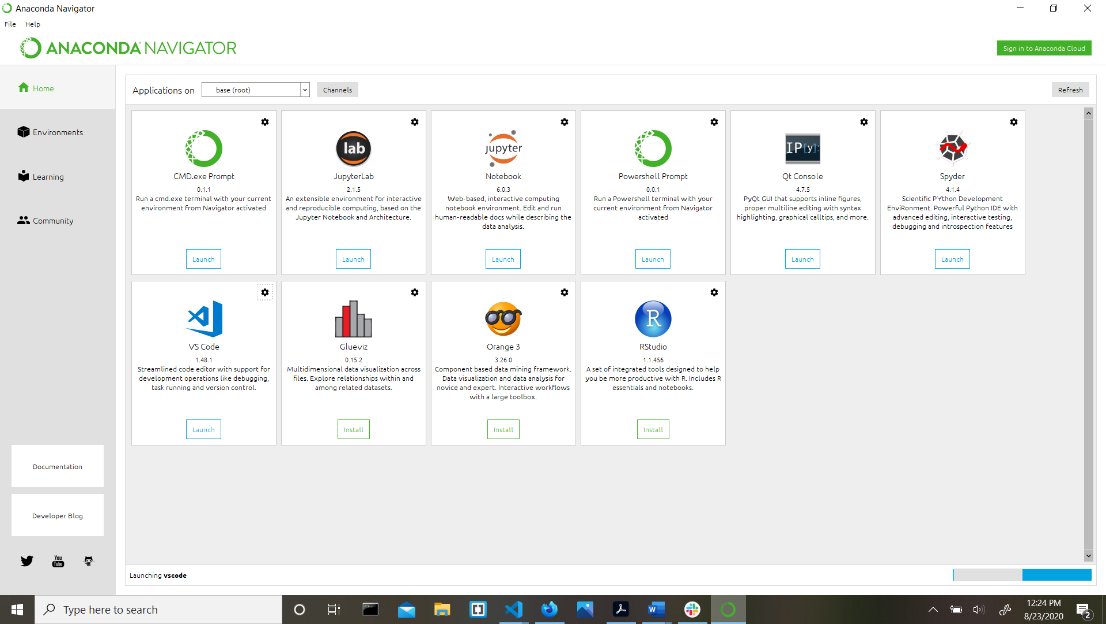 Anaconda Navigator
File Help
ANACONDA NAVIGATOR
Sign in to Anaconda Cloud
Home
Environments
Learning
Community
Documentation
Developer Blog
You
Tube
Applications on base (root) Channels Refresh
CMD.exe Prompt
0.1.1
Run a cmd.exe terminal with your current
environment from Navigator activated
Launch
lab
JupyterLab
2.1.5
An extensible environment for interactive
and reproducible computing, based on the
Jupyter Notebook and Architecture.
Launch
jupyter
Notebook
6.0.3
Web-based, interactive computing
notebook environment. Edit and run
human-readable docs while describing the
data analysis.
Launch
Powershell Prompt
0.0.1
Run a Powershell terminal with your
current environment from Navigator
activated
Launch
IP[y]:
Qt Console
4.7.5
PyQt GUI that supports inline figures,
proper multiline editing with syntax
highlighting, graphical calltips, and more.
Launch
Spyder
4.1.4
Scientific PYthon Development
EnviRonment. Powerful Python IDE with
advanced editing, interactive testing,
debugging and introspection features
Launch
VS Code
1.48.1
Streamlined code editor with support for
development operations like debugging,
task running and version control.
Launch
Glueviz
0.15.2
Multidimensional data visualization across
files. Explore relationships within and
among related datasets.
Install
Orange 3
3.26.0
Component based data mining framework.
Data visualization and data analysis for
novice and expert. Interactive workflows
with a large toolbox.
Install
R
RStudio
1.1.456
A set of integrated tools designed to help
you be more productive with R. Includes R
essentials and notebooks.
Install
Launching vscode
Type here to search
12:24 PM
8/23/2020
2